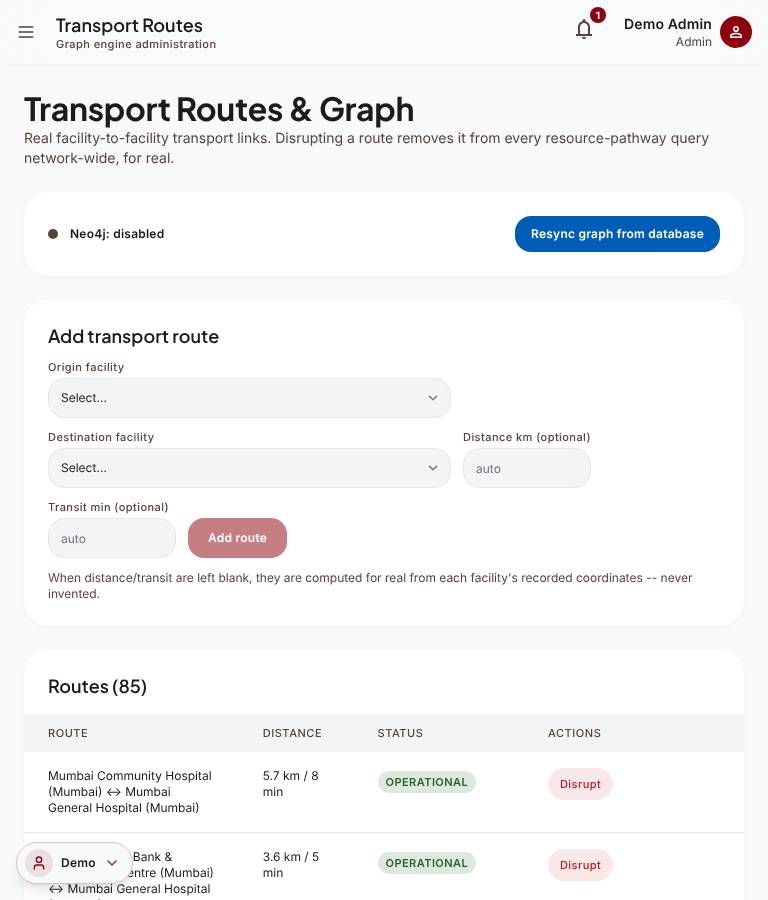 Transport Routes
Graph engine administration
1
Demo Admin
Admin
Transport Routes & Graph
Real facility-to-facility transport links. Disrupting a route removes it from every resource-pathway query
network-wide, for real.
Neo4j: disabled
Resync graph from database
Add transport route
Origin facility
Select...
Destination facility
Distance km (optional)
Select...
auto
Transit min (optional)
auto
Add route
When distance/transit are left blank, they are computed for real from each facility's recorded coordinates -- never
invented.
Routes (85)
ROUTE DISTANCE STATUS ACTIONS
Mumbai Community Hospital
(Mumbai) ↔ Mumbai
General Hospital (Mumbai)
5.7 km / 8
min
OPERATIONAL
Disrupt
Bank &
(Mumbai)
↔ Mumbai General Hospital
3.6 km / 5
min
OPERATIONAL
Disrupt
Demo